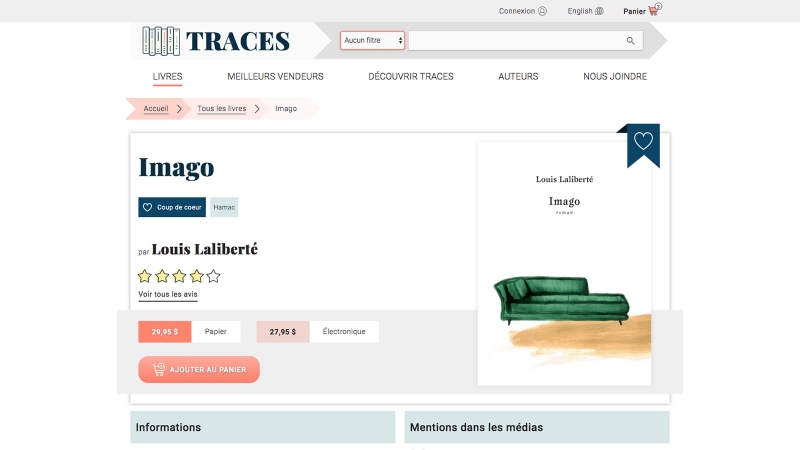 Connexion English Panier 2
TRACES
Aucun filtre
LIVRES MEILLEURS VENDEURS DÉCOUVRIR TRACES AUTEURS NOUS JOINDRE
Accueil Tous les livres Imago
Imago
Coup de coeur Hamac
par Louis Laliberté
Voir tous les avis
29,95 $ Papier 27,95 $ Électronique
AJOUTER AU PANIER
Louis Laliberté
Imago
roman
Informations Mentions dans les médias